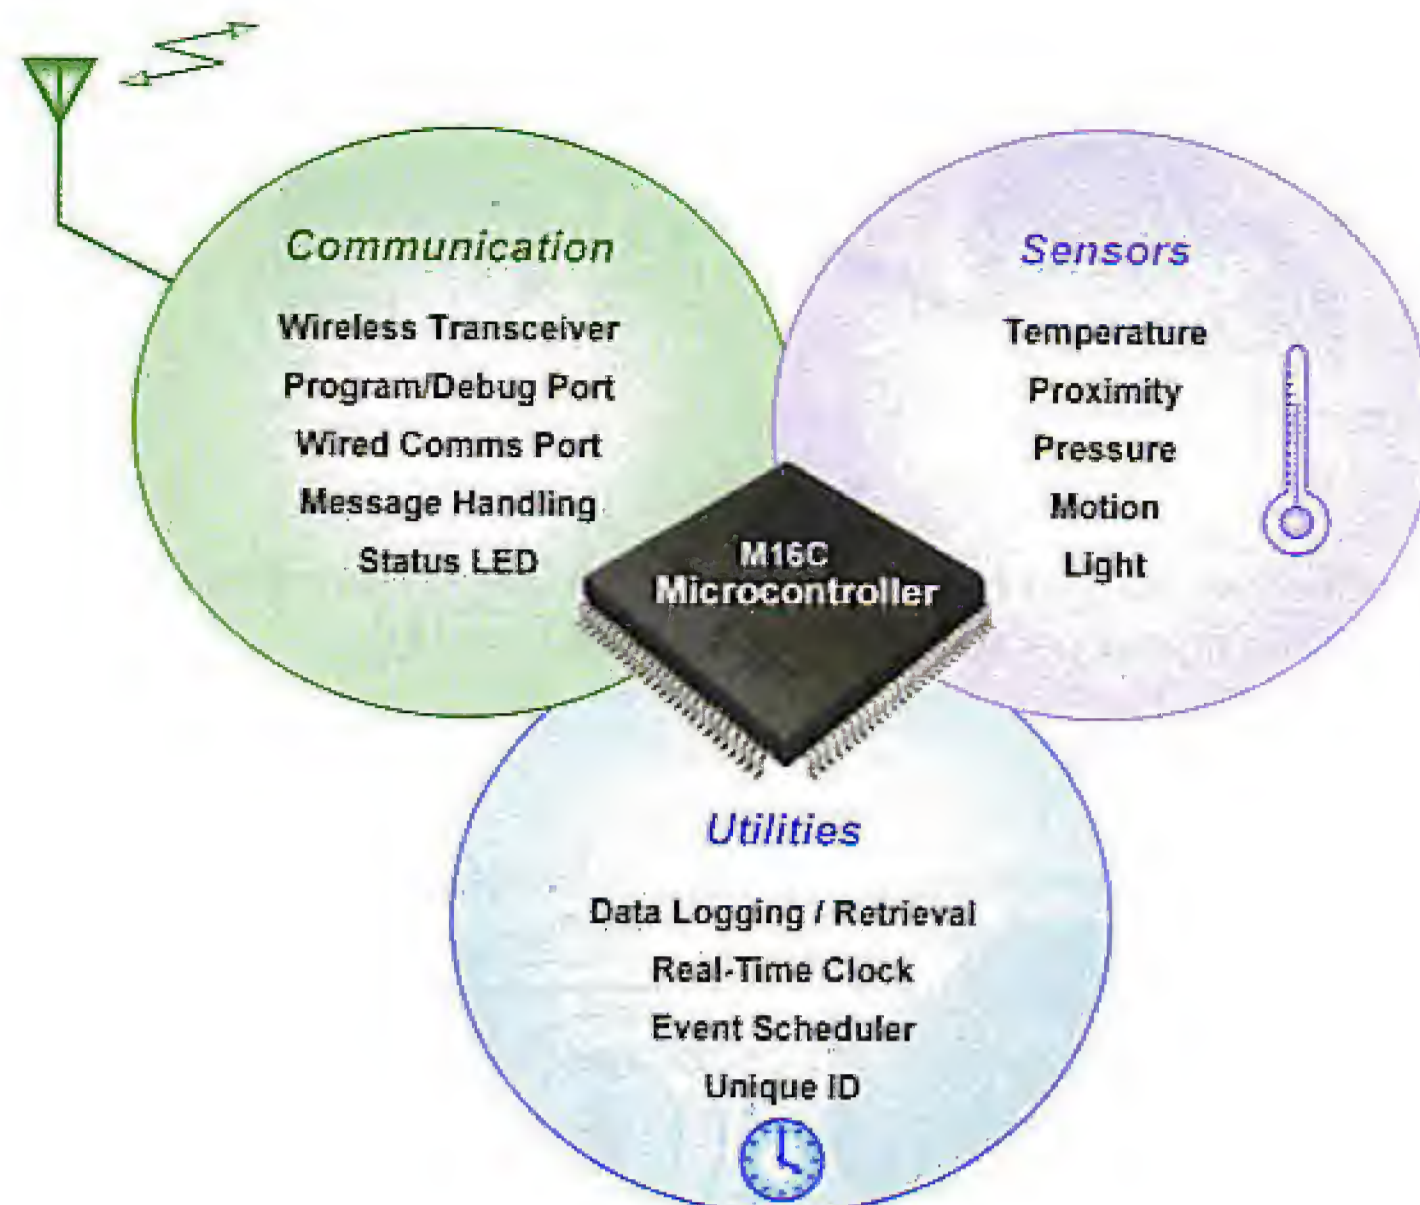 Communication
Wireless Transceiver
Program/Debug Port
Wired Comms Port
Message Handling
Status LED
Sensors
Temperature
Proximity
Pressure
Motion
Light
M16C
Microcontroller
Utilities
Data Logging / Retrieval
Real-Time Clock
Event Scheduler
Unique ID